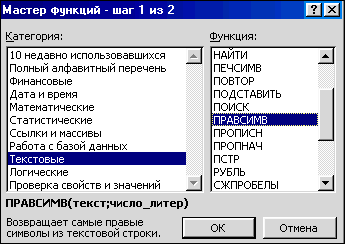 Мастер функций - шаг 1 из 2
Категория:
10 недавно использовавшихся
Полный алфавитный перечень
Финансовые
Дата и время
Математические
Статистические
Ссылки и массивы
Работа с базой данных
Текстовые
Логические
Проверка свойств и значений
Функция:
НАЙТИ
ПЕЧСИМВ
ПОВТОР
ПОДСТАВИТЬ
ПОИСК
ПРАВСИМВ
ПРОПИСН
ПРОПНАЧ
ПСТР
РУБЛЬ
СЖПРОБЕЛЫ
ПРАВСИМВ(текст;число_литер)
Возвращает самые правые
символы из текстовой строки.
OK
Отмена